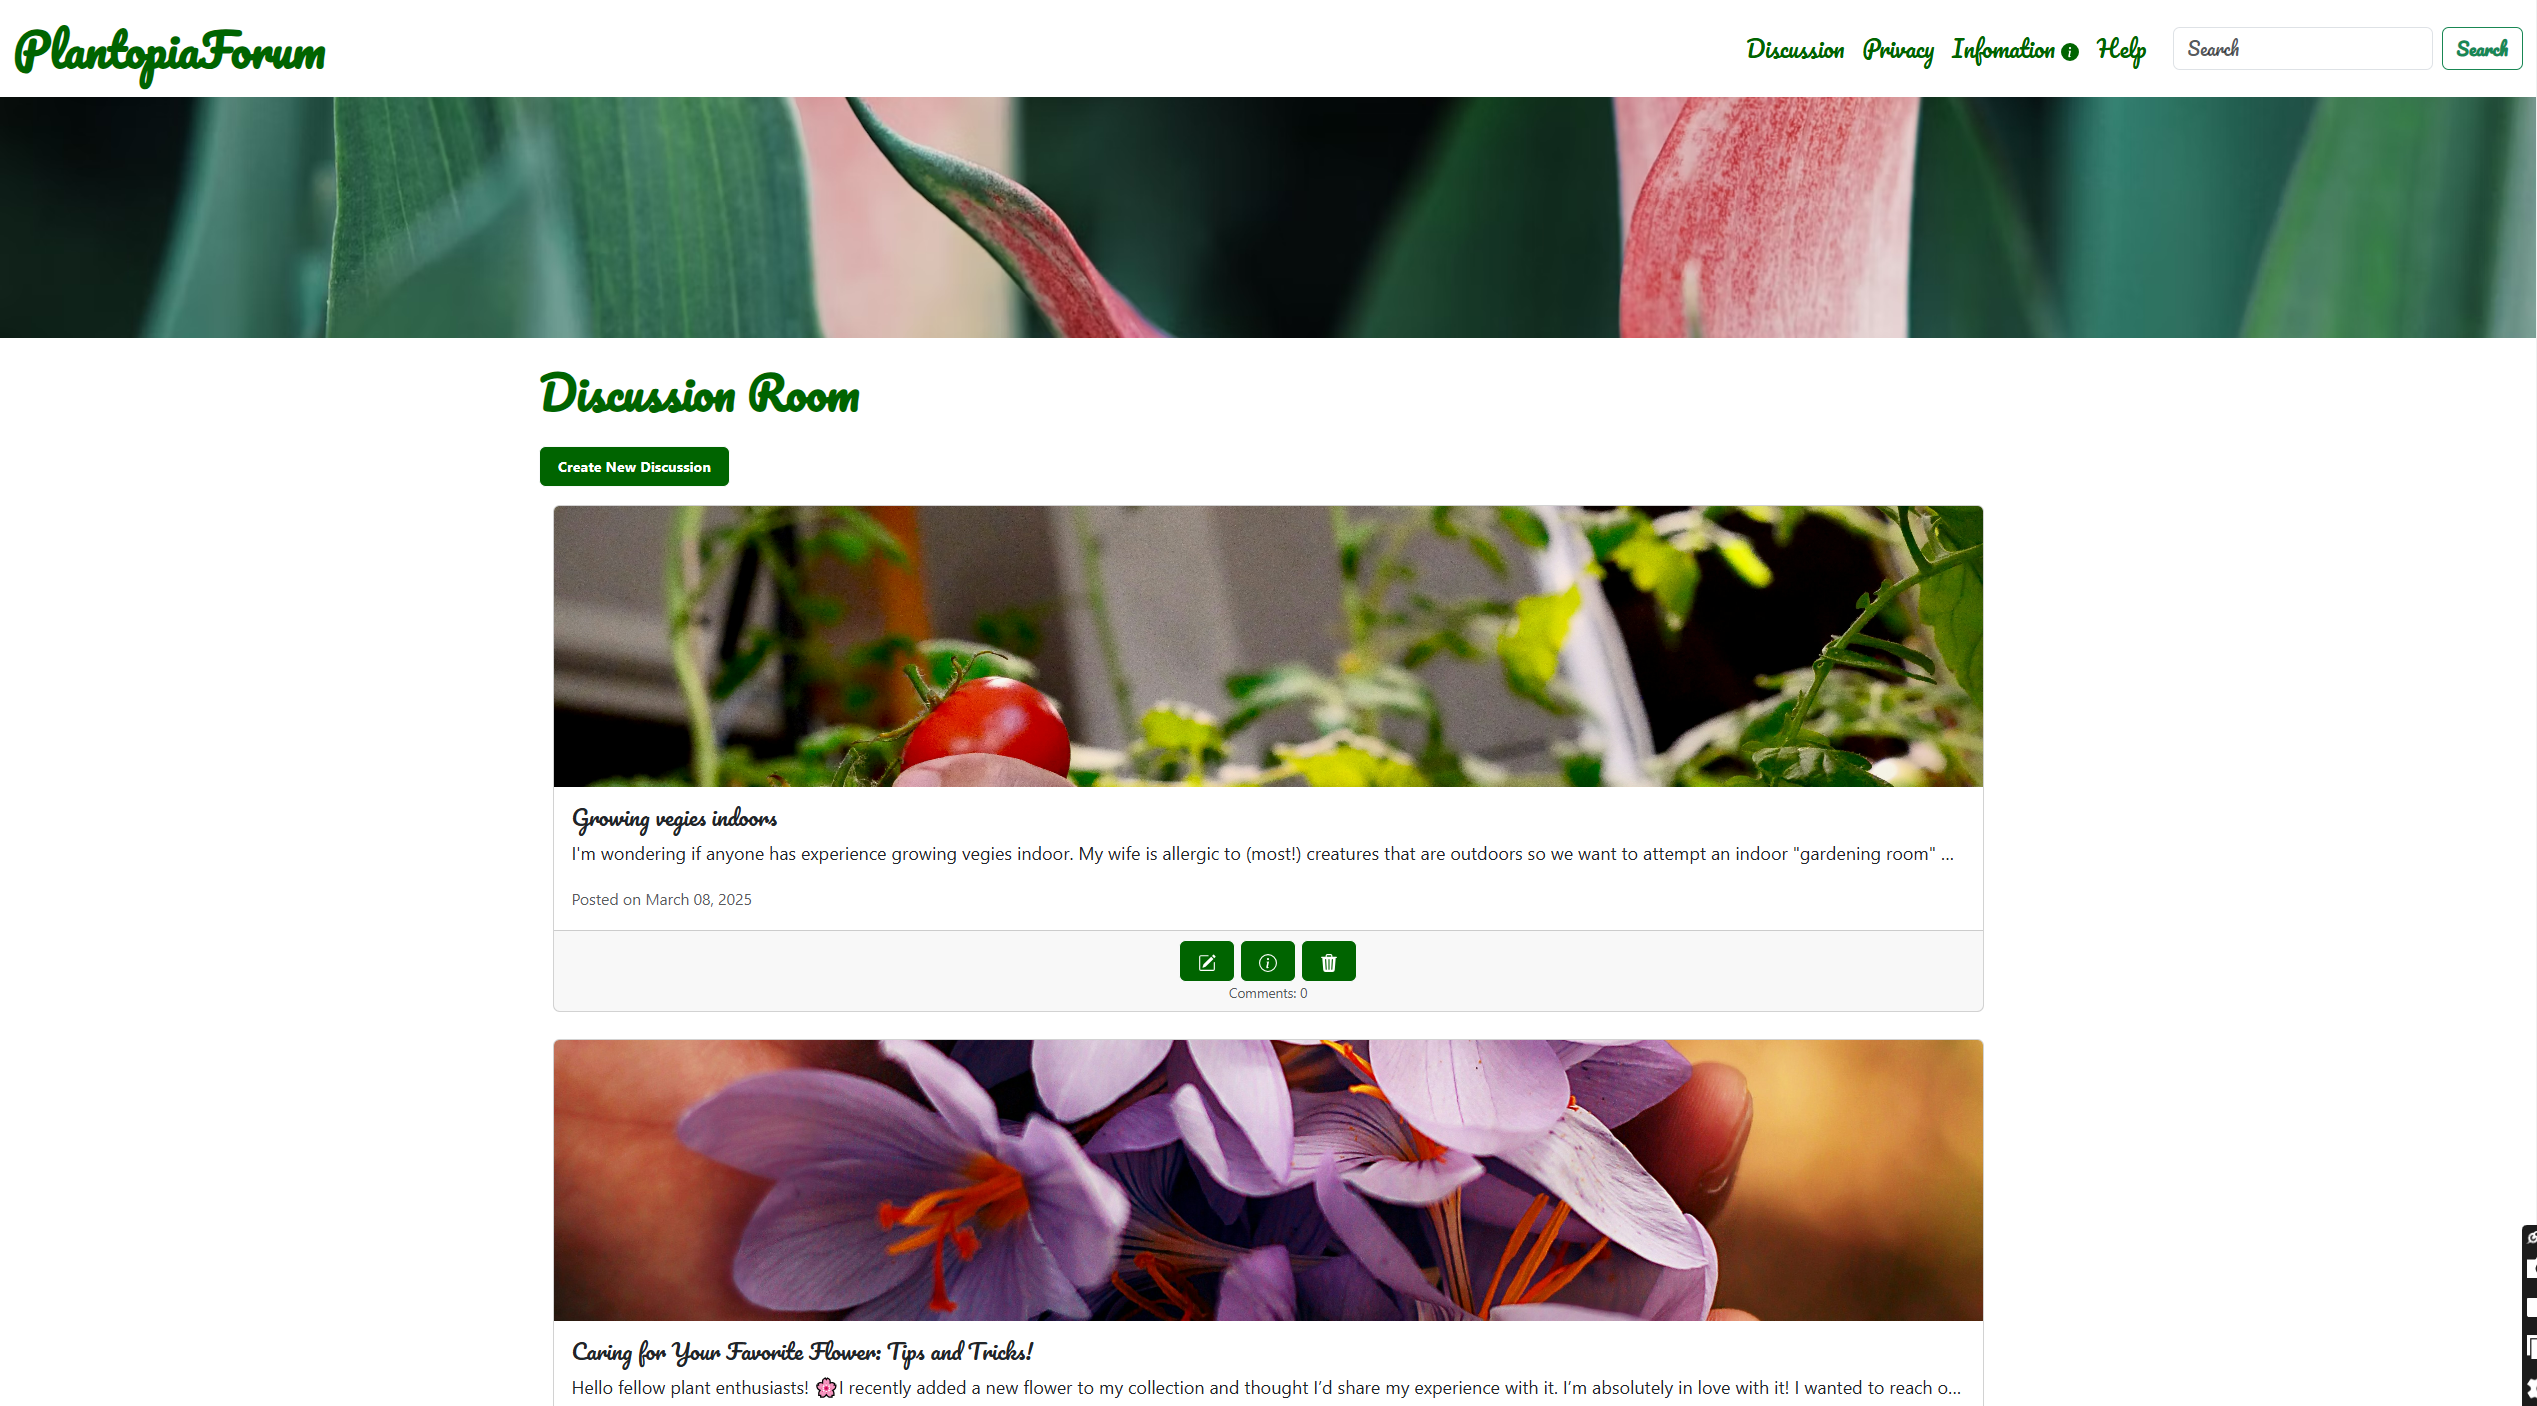 PlantopiaForum
Discussion Privacy Infomation Help Search Search
Discussion Room
Create New Discussion
Growing vegies indoors
I'm wondering if anyone has experience growing vegies indoor. My wife is allergic to (most!) creatures that are outdoors so we want to attempt an indoor "gardening room" ...
Posted on March 08, 2025
Comments: 0
Caring for Your Favorite Flower: Tips and Tricks!
Hello fellow plant enthusiasts! 🌸I recently added a new flower to my collection and thought I’d share my experience with it. I’m absolutely in love with it! I wanted to reach o...